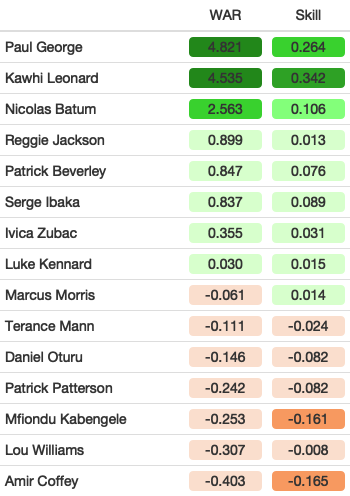 WAR Skill
Paul George 4.821 0.264
Kawhi Leonard 4.535 0.342
Nicolas Batum 2.563 0.106
Reggie Jackson 0.899 0.013
Patrick Beverley 0.847 0.076
Serge Ibaka 0.837 0.089
Ivica Zubac 0.355 0.031
Luke Kennard 0.030 0.015
Marcus Morris -0.061 0.014
Terance Mann -0.111 -0.024
Daniel Oturu -0.146 -0.082
Patrick Patterson -0.242 -0.082
Mfiondu Kabengele -0.253 -0.161
Lou Williams -0.307 -0.008
Amir Coffey -0.403 -0.165